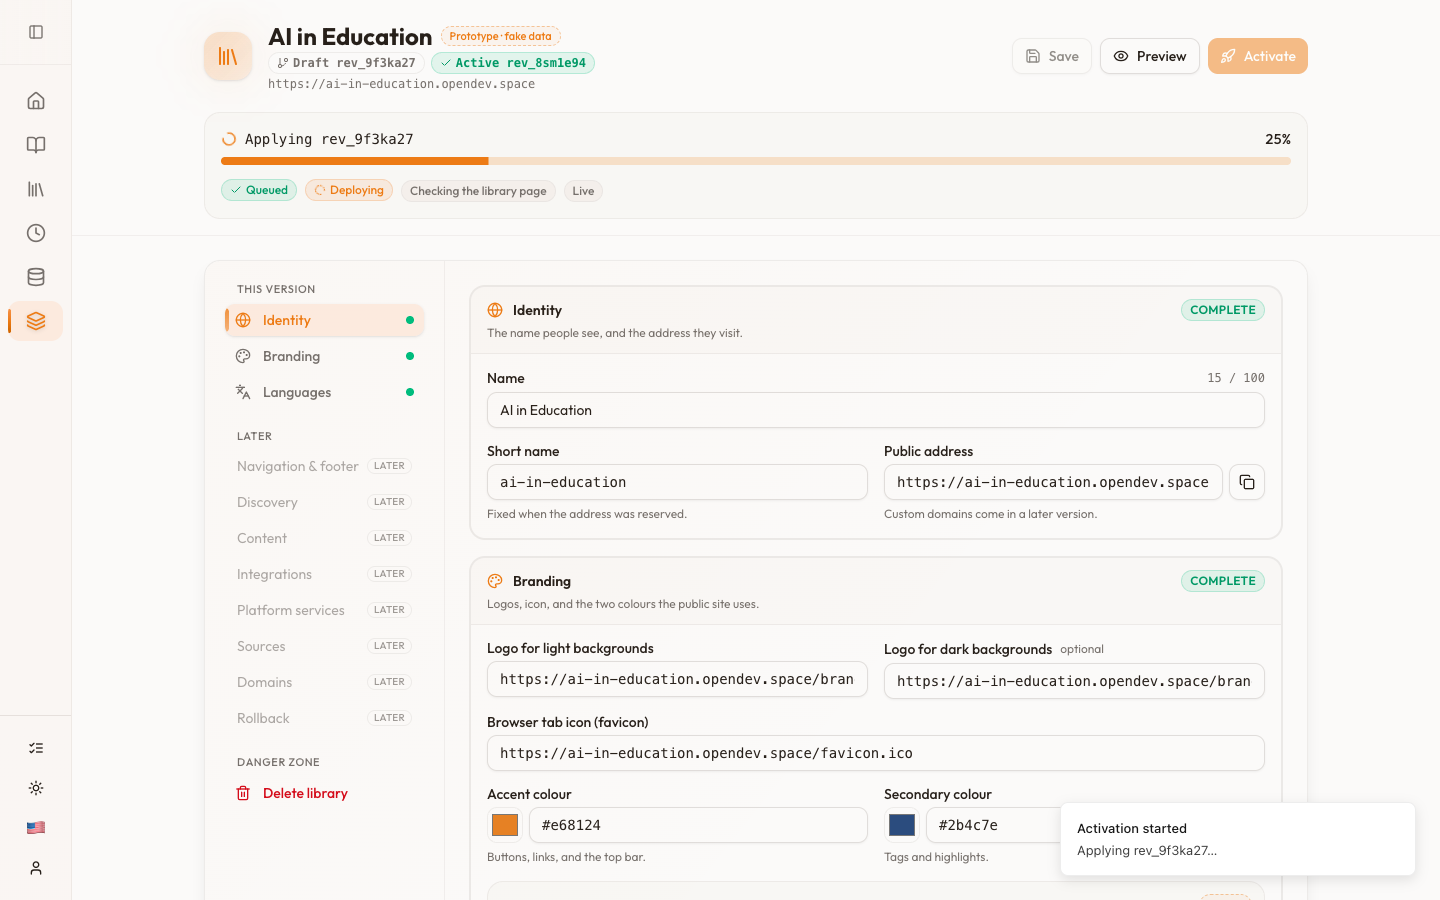 AI in Education
Prototype · fake data
Draft rev_9f3ka27
Active rev_8sm1e94
https://ai-in-education.opendev.space
Save
Preview
Activate
Applying rev_9f3ka27
25%
Queued
Deploying
Checking the library page
Live
THIS VERSION
Identity
Branding
Languages
LATER
Navigation & footer LATER
Discovery LATER
Content LATER
Integrations LATER
Platform services LATER
Sources LATER
Domains LATER
Rollback LATER
DANGER ZONE
Delete library
Identity
COMPLETE
The name people see, and the address they visit.
Name
15 / 100
AI in Education
Short name
ai-in-education
Fixed when the address was reserved.
Public address
https://ai-in-education.opendev.space
Custom domains come in a later version.
Branding
COMPLETE
Logos, icon, and the two colours the public site uses.
Logo for light backgrounds
https://ai-in-education.opendev.space/bran
Logo for dark backgrounds optional
https://ai-in-education.opendev.space/bran
Browser tab icon (favicon)
https://ai-in-education.opendev.space/favicon.ico
Accent colour
#e68124
Buttons, links, and the top bar.
Secondary colour
#2b4c7e
Tags and highlights.
Activation started
Applying rev_9f3ka27...